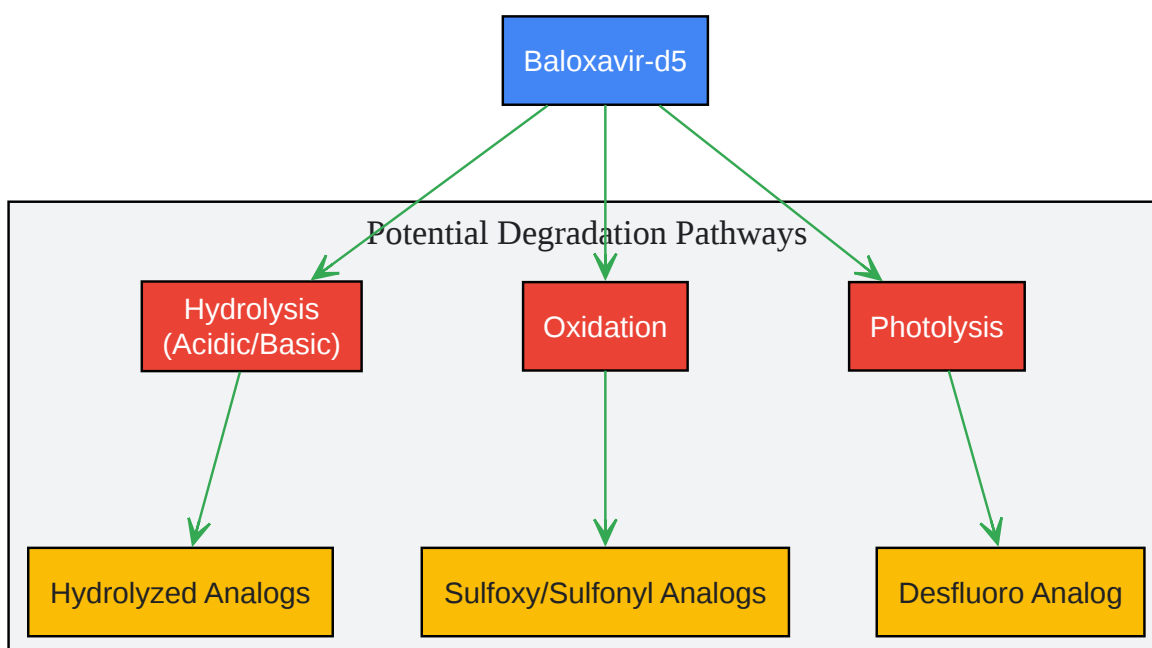 Baloxavir-d5
Potential Degradation Pathways
Hydrolysis
(Acidic/Basic)
Oxidation
Photolysis
Hydrolyzed Analogs
Sulfoxy/Sulfonyl Analogs
Desfluoro Analog